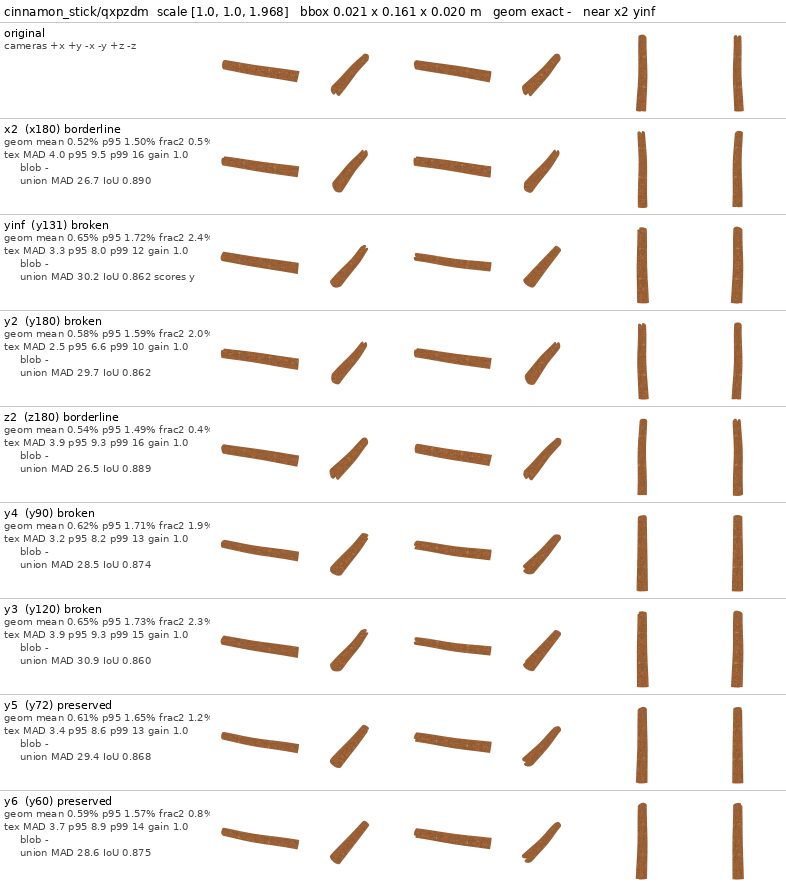 cinnamon_stick/qxpzdm scale [1.0, 1.0, 1.968] bbox 0.021 x 0.161 x 0.020 m geom exact - near x2 yinf
original
cameras +x +y -x -y +z -z
x2 (x180) borderline
geom mean 0.52% p95 1.50% frac2 0.5%
tex MAD 4.0 p95 9.5 p99 16 gain 1.0
blob -
union MAD 26.7 IoU 0.890
yinf (y131) broken
geom mean 0.65% p95 1.72% frac2 2.4%
tex MAD 3.3 p95 8.0 p99 12 gain 1.0
blob -
union MAD 30.2 IoU 0.862 scores y
y2 (y180) broken
geom mean 0.58% p95 1.59% frac2 2.0%
tex MAD 2.5 p95 6.6 p99 10 gain 1.0
blob -
union MAD 29.7 IoU 0.862
z2 (z180) borderline
geom mean 0.54% p95 1.49% frac2 0.4%
tex MAD 3.9 p95 9.3 p99 16 gain 1.0
blob -
union MAD 26.5 IoU 0.889
y4 (y90) broken
geom mean 0.62% p95 1.71% frac2 1.9%
tex MAD 3.2 p95 8.2 p99 13 gain 1.0
blob -
union MAD 28.5 IoU 0.874
y3 (y120) broken
geom mean 0.65% p95 1.73% frac2 2.3%
tex MAD 3.9 p95 9.3 p99 15 gain 1.0
blob -
union MAD 30.9 IoU 0.860
y5 (y72) preserved
geom mean 0.61% p95 1.65% frac2 1.2%
tex MAD 3.4 p95 8.6 p99 13 gain 1.0
blob -
union MAD 29.4 IoU 0.868
y6 (y60) preserved
geom mean 0.59% p95 1.57% frac2 0.8%
tex MAD 3.7 p95 8.9 p99 14 gain 1.0
blob -
union MAD 28.6 IoU 0.875